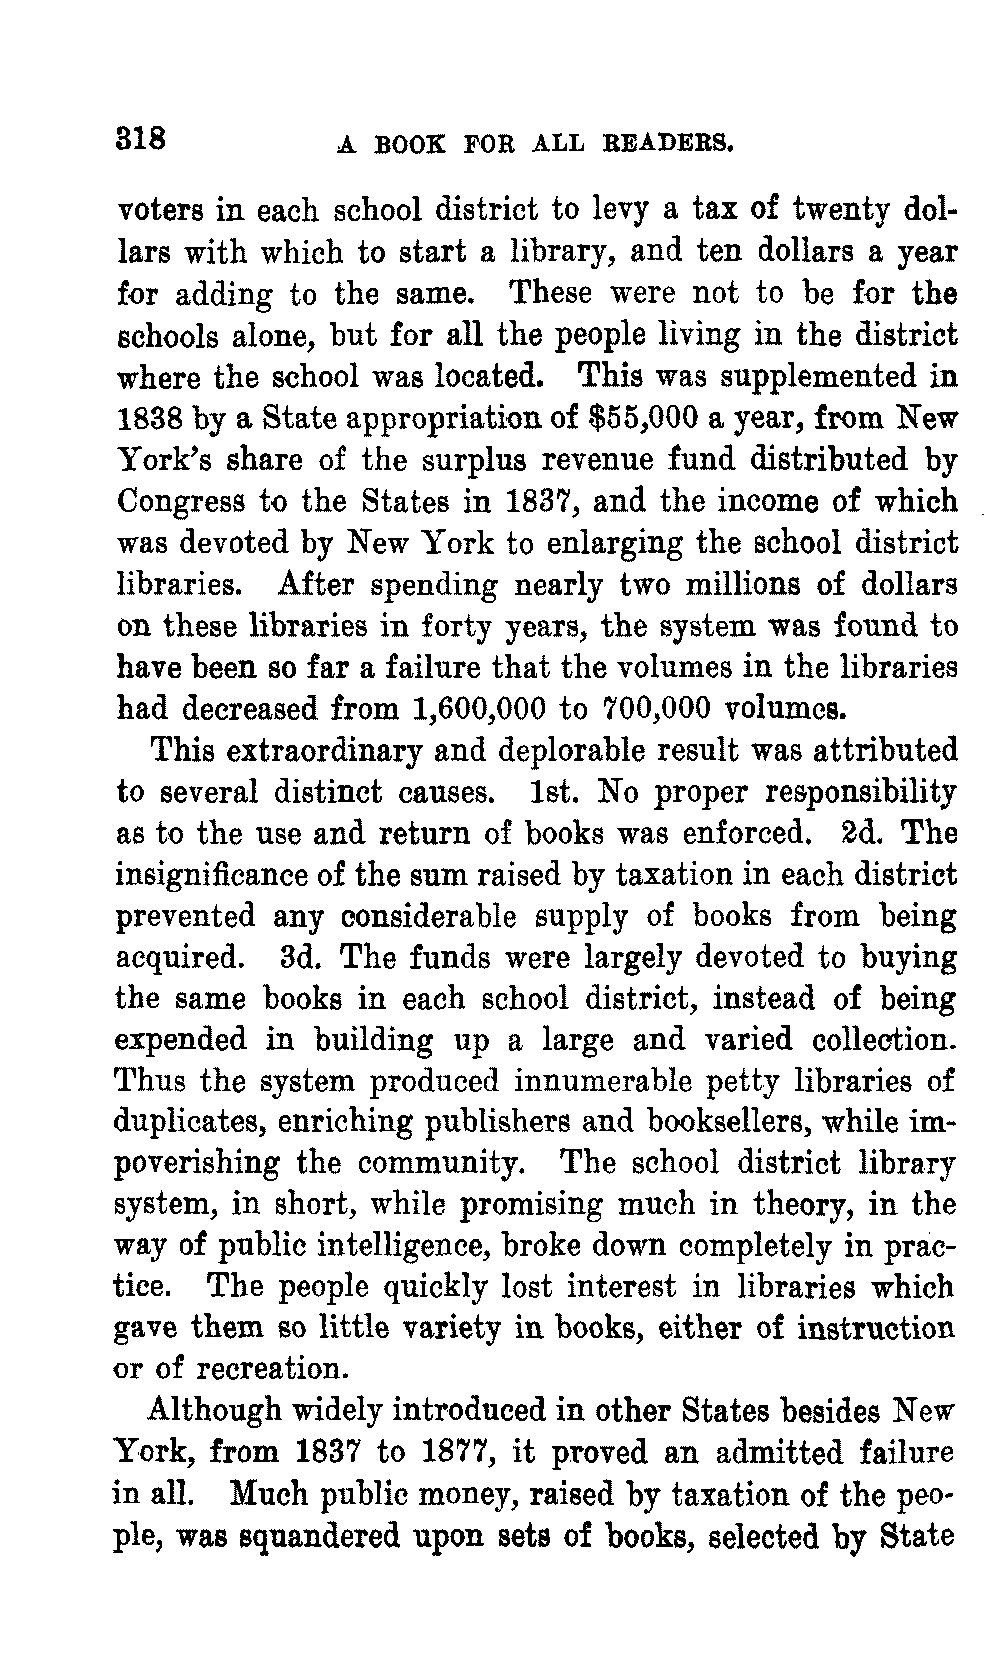 318 A BOOK FOR ALL READERS.
voters in each school district to levy a tax of twenty dol-
lars with which to start a library, and ten dollars a year
for adding to the same. These were not to be for the
schools alone, but for all the people living in the district
where the school was located. This was supplemented in
1838 by a State appropriation of $55,000 a year, from New
York's share of the surplus revenue fund distributed by
Congress to the States in 1837, and the income of which
was devoted by New York to enlarging the school district
libraries. After spending nearly two millions of dollars
on these libraries in forty years, the system was found to
have been so far a failure that the volumes in the libraries
had decreased from 1,600,000 to 700,000 volumes.
This extraordinary and deplorable result was attributed
to several distinct causes. 1st. No proper responsibility
as to the use and return of books was enforced. 2d. The
insignificance of the sum raised by taxation in each district
prevented any considerable supply of books from being
acquired. 3d. The funds were largely devoted to buying
the same books in each school district, instead of being
expended in building up a large and varied collection.
Thus the system produced innumerable petty libraries of
duplicates, enriching publishers and booksellers, while im-
poverishing the community. The school district library
system, in short, while promising much in theory, in the
way of public intelligence, broke down completely in prac-
tice. The people quickly lost interest in libraries which
gave them so little variety in books, either of instruction
or of recreation.
Although widely introduced in other States besides New
York, from 1837 to 1877, it proved an admitted failure
in all. Much public money, raised by taxation of the peo-
ple, was squandered upon sets of books, selected by State